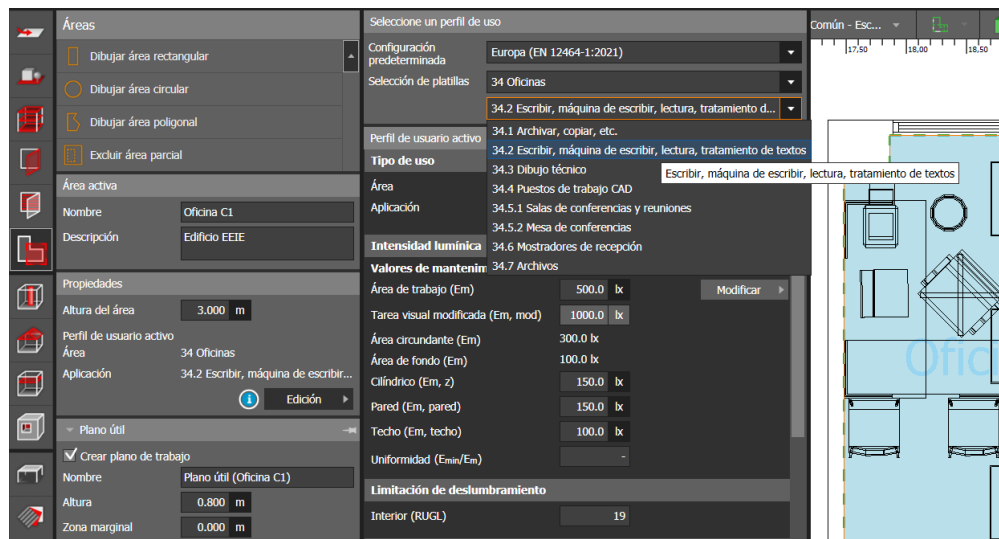 Áreas
Dibujar área rectangular
Dibujar área circular
Dibujar área poligonal
Excluir área parcial
Área activa
Nombre Oficina C1
Descripción Edificio EEIE
Propiedades
Altura del área 3.000 m
Perfil de usuario activo
Área 34 Oficinas
Aplicación 34.2 Escribir, máquina de escribir...
Edición
Plano útil
Crear plano de trabajo
Nombre Plano útil (Oficina C1)
Altura 0.800 m
Zona marginal 0.000 m
Seleccione un perfil de uso
Configuración
predeterminada Europa (EN 12464-1:2021)
Selección de platillas 34 Oficinas
34.2 Escribir, máquina de escribir, lectura, tratamiento d...
34.1 Archivar, copiar, etc.
34.2 Escribir, máquina de escribir, lectura, tratamiento de textos
34.3 Dibujo técnico
34.4 Puestos de trabajo CAD
34.5.1 Salas de conferencias y reuniones
34.5.2 Mesa de conferencias
34.6 Mostradores de recepción
34.7 Archivos
Escribir, máquina de escribir, lectura, tratamiento de textos
Perfil de usuario activo
Tipo de uso
Área
Aplicación
Intensidad lumínica
Valores de mantenim
Área de trabajo (Em) 500.0 lx Modificar
Tarea visual modificada (Em, mod) 1000.0 lx
Área circundante (Em) 300.0 lx
Área de fondo (Em) 100.0 lx
Cilíndrico (Em, z) 150.0 lx
Pared (Em, pared) 150.0 lx
Techo (Em, techo) 100.0 lx
Uniformidad (Emin/Em) -
Limitación de deslumbramiento
Interior (RUGL) 19
Común - Esc...
17,50 18,00 18,50
Ofici